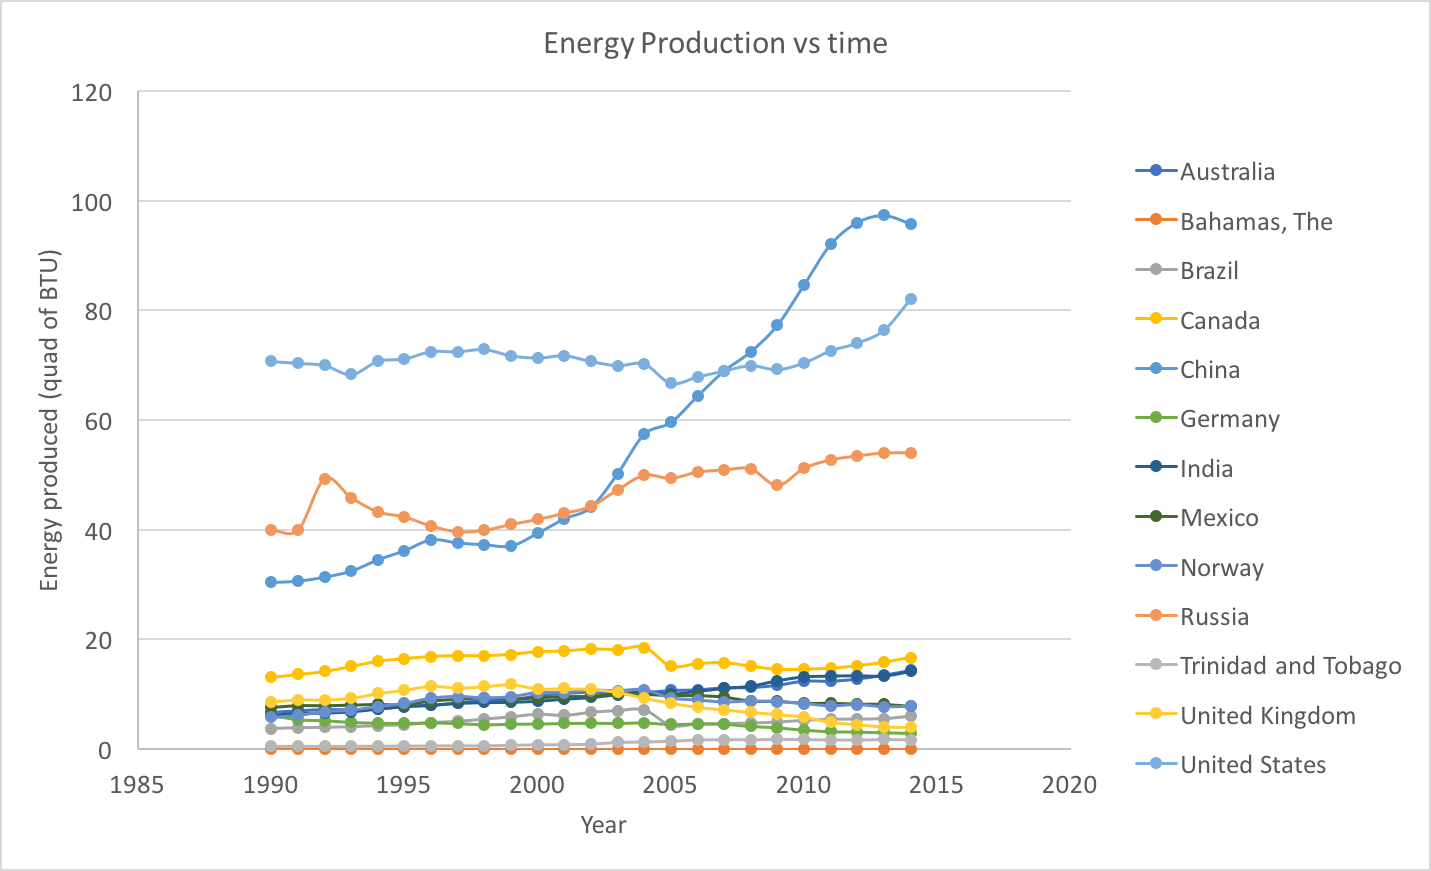 Energy Production vs time
120
100
80
60
40
20
0
Energy produced (quad of BTU)
1985 1990 1995 2000 2005 2010 2015 2020
Year
Australia
Bahamas, The
Brazil
Canada
China
Germany
India
Mexico
Norway
Russia
Trinidad and Tobago
United Kingdom
United States